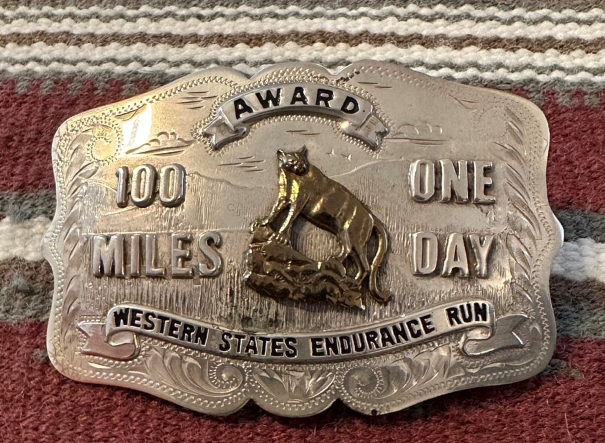 AWARD
100 MILES
ONE DAY
WESTERN STATES ENDURANCE RUN